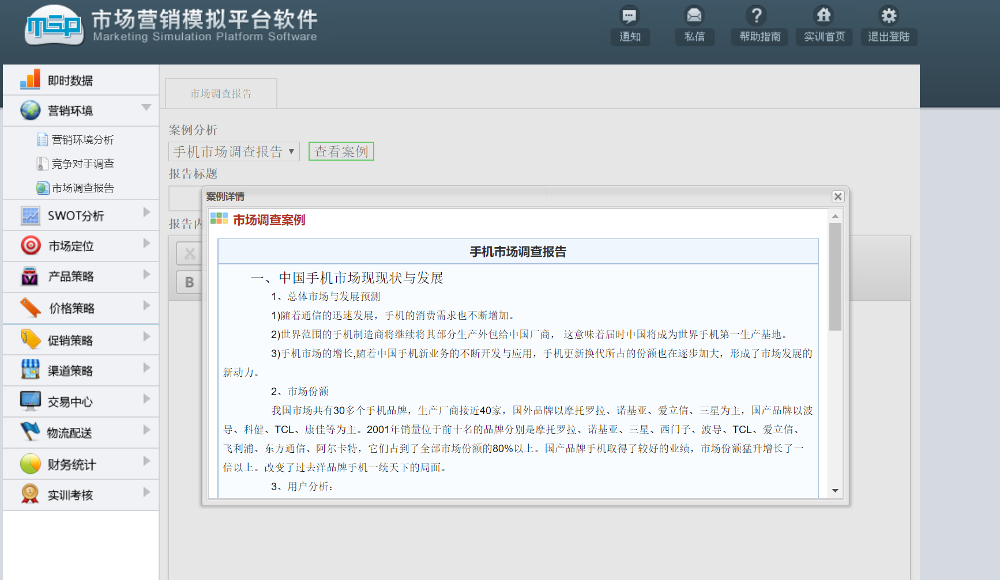 MSP
市场营销模拟平台软件
Marketing Simulation Platform Software
通知
私信
帮助指南
实训首页
退出登陆
即时数据
营销环境
营销环境分析
竞争对手调查
市场调查报告
SWOT分析
市场定位
产品策略
价格策略
促销策略
渠道策略
交易中心
物流配送
财务统计
实训考核
市场调查报告
案例分析
手机市场调查报告
查看案例
报告标题
报告内
B
案例详情
市场调查案例
手机市场调查报告
一、中国手机市场现现状与发展
1、总体市场与发展预测
1)随着通信的迅速发展，手机的消费需求也不断增加。
2)世界范围的手机制造商将继续将其部分生产外包给中国厂商， 这意味着届时中国将成为世界手机第一生产基地。
3)手机市场的增长,随着中国手机新业务的不断开发与应用，手机更新换代所占的份额也在逐步加大，形成了市场发展的
新动力。
2、市场份额
我国市场共有30多个手机品牌，生产厂商接近40家，国外品牌以摩托罗拉、诺基亚、爱立信、三星为主，国产品牌以波
导、科健、TCL、康佳等为主。2001年销量位于前十名的品牌分别是摩托罗拉、诺基亚、三星、西门子、波导、TCL、爱立信、
飞利浦、东方通信、阿尔卡特，它们占到了全部市场份额的80%以上。国产品牌手机取得了较好的业绩，市场份额猛升增长了一
倍以上。改变了过去洋品牌手机一统天下的局面。
3、用户分析：